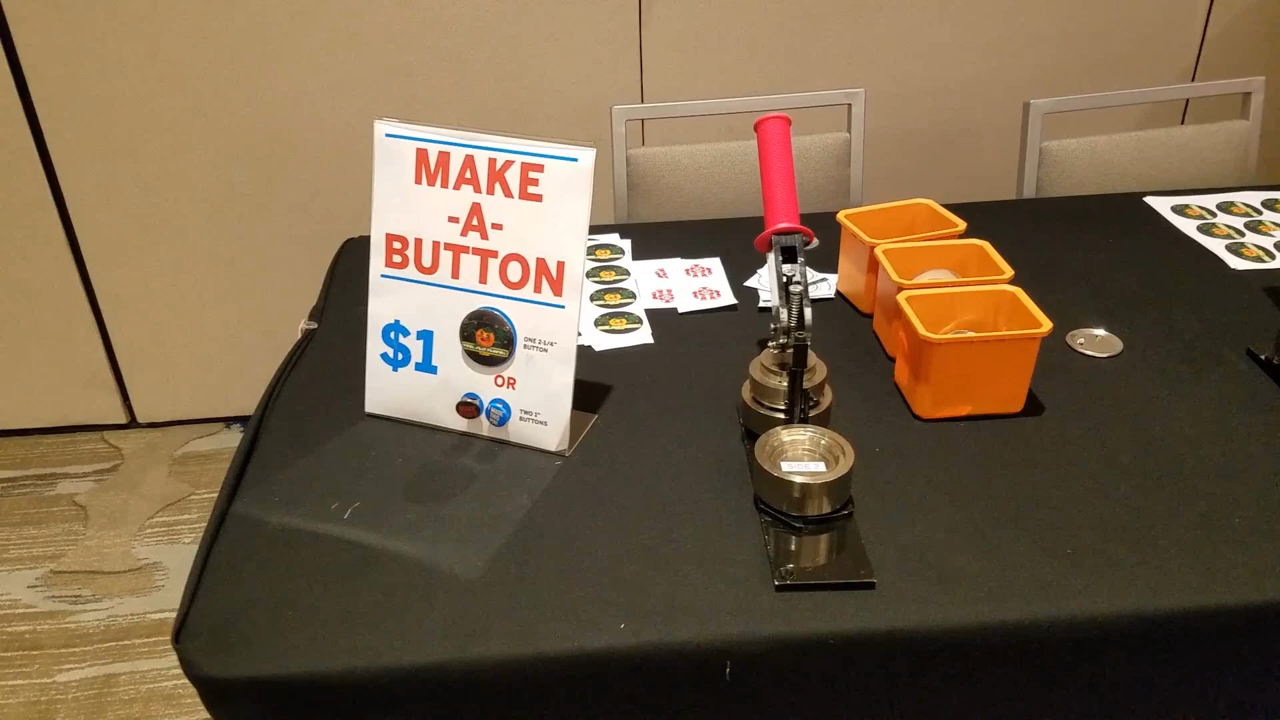 MAKE
-A-
BUTTON
$1
ONE 2-1/4"
BUTTON
OR
TWO 1"
BUTTONS
SIDE 2